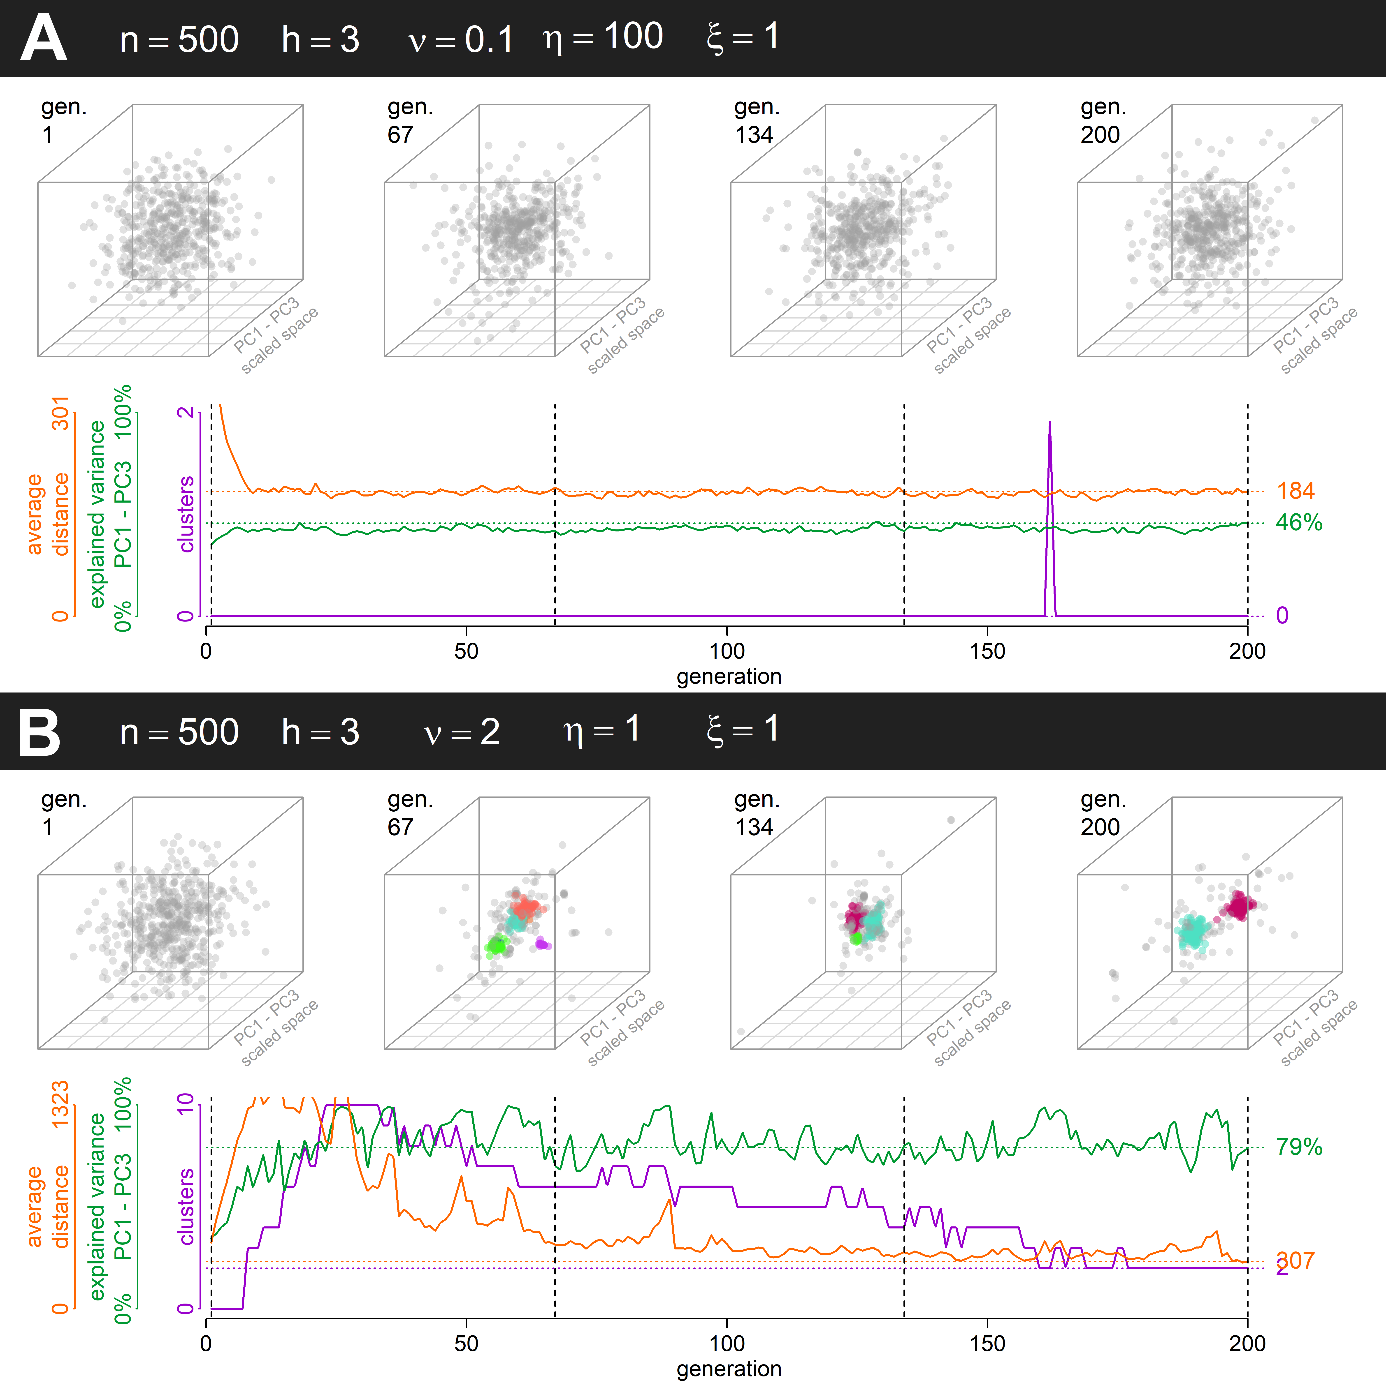 A n = 500 h = 3 ν = 0.1 η = 100 ξ = 1
gen.
1
gen.
67
gen.
134
gen.
200
PC1 - PC3
scaled space
PC1 - PC3
scaled space
PC1 - PC3
scaled space
PC1 - PC3
scaled space
average
distance
0 301
explained variance
PC1 - PC3
0% 100%
clusters
0 2
184
46%
0
0 50 100 150 200
generation
B n = 500 h = 3 ν = 2 η = 1 ξ = 1
gen.
1
gen.
67
gen.
134
gen.
200
PC1 - PC3
scaled space
PC1 - PC3
scaled space
PC1 - PC3
scaled space
PC1 - PC3
scaled space
average
distance
0 1323
explained variance
PC1 - PC3
0% 100%
clusters
0 10
79%
307
2
0 50 100 150 200
generation